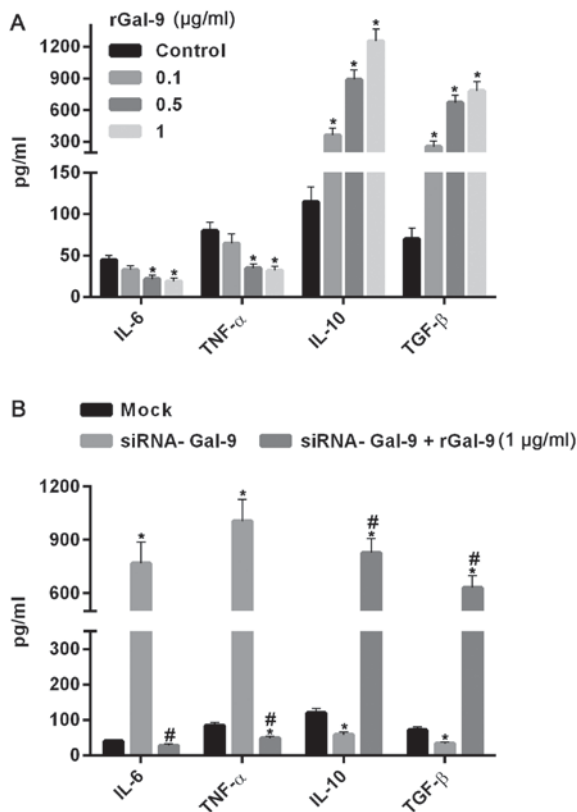 A
rGal-9 (µg/ml)
Control
0.1
0.5
1
pg/ml
1200
900
600
300
150
100
50
0
* * * * * * * * * *
IL-6 TNF-α IL-10 TGF-β
B
Mock
siRNA- Gal-9 siRNA- Gal-9 + rGal-9 (1 µg/ml)
pg/ml
1200
900
600
300
200
100
0
* # * # * * # * * # *
IL-6 TNF-α IL-10 TGF-β